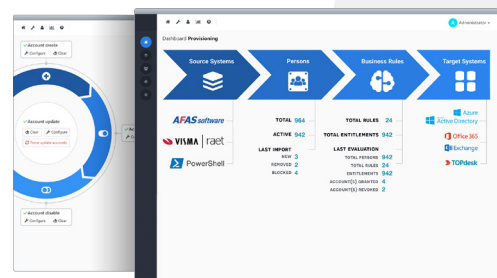 Account create
Configure Clear
Account update
Clear Configure
Force update accounts
Account disable
Configure Clear
Administrator
Dashboard Provisioning
Source Systems
Persons
Business Rules
Target Systems
AFAS software
VISMA | raet
PowerShell
TOTAL 964
ACTIVE 942
LAST IMPORT
NEW 3
REMOVED 2
BLOCKED 4
TOTAL RULES 24
TOTAL ENTITLEMENTS 942
LAST EVALUATION
TOTAL PERSONS 942
TOTAL RULES 24
ENTITLEMENTS 942
ACCOUNT(S) GRANTED 4
ACCOUNT(S) REVOKED 2
Azure
Active Directory
Office 365
Exchange
TOPdesk